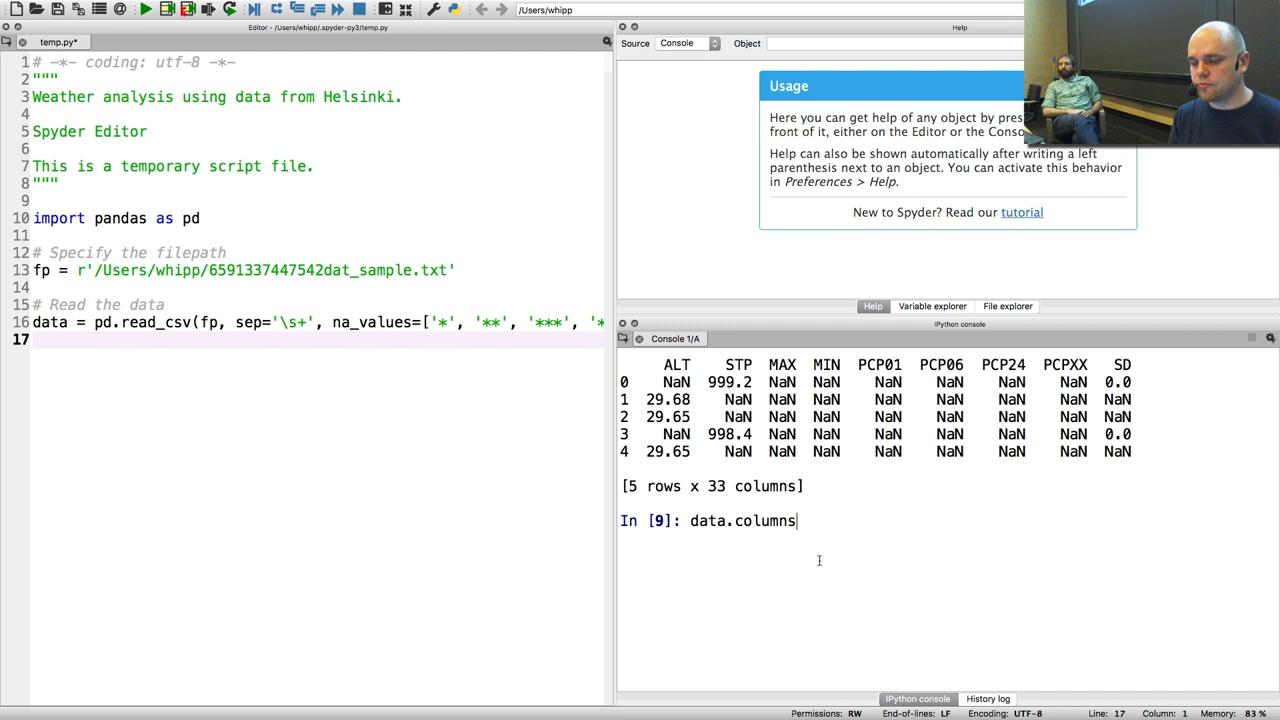 /Users/whipp
Editor - /Users/whipp/.spyder-py3/temp.py
temp.py*
1 # -*- coding: utf-8 -*-
2 """
3 Weather analysis using data from Helsinki.
4
5 Spyder Editor
6
7 This is a temporary script file.
8 """
9
10 import pandas as pd
11
12 # Specify the filepath
13 fp = r'/Users/whipp/6591337447542dat_sample.txt'
14
15 # Read the data
16 data = pd.read_csv(fp, sep='\s+', na_values=['*', '**', '***', '*
17
Help
Source Console Object
Usage
Here you can get help of any object by pres
front of it, either on the Editor or the Conso
Help can also be shown automatically after writing a left
parenthesis next to an object. You can activate this behavior
in Preferences > Help.
New to Spyder? Read our tutorial
Help Variable explorer File explorer
IPython console
Console 1/A
ALT STP MAX MIN PCP01 PCP06 PCP24 PCPXX SD
0 NaN 999.2 NaN NaN NaN NaN NaN NaN 0.0
1 29.68 NaN NaN NaN NaN NaN NaN NaN NaN
2 29.65 NaN NaN NaN NaN NaN NaN NaN NaN
3 NaN 998.4 NaN NaN NaN NaN NaN NaN 0.0
4 29.65 NaN NaN NaN NaN NaN NaN NaN NaN
[5 rows x 33 columns]
In [9]: data.columns
IPython console History log
Permissions: RW End-of-lines: LF Encoding: UTF-8 Line: 17 Column: 1 Memory: 83 %